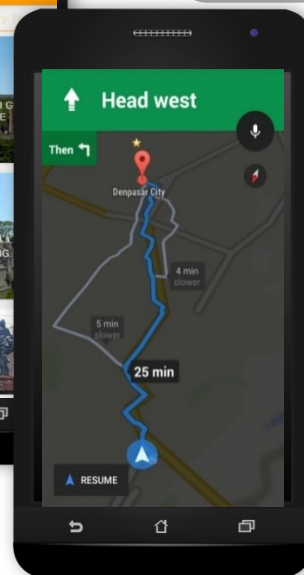 Head west
Then
Denpasar City
4 min
slower
5 min
slower
25 min
RESUME